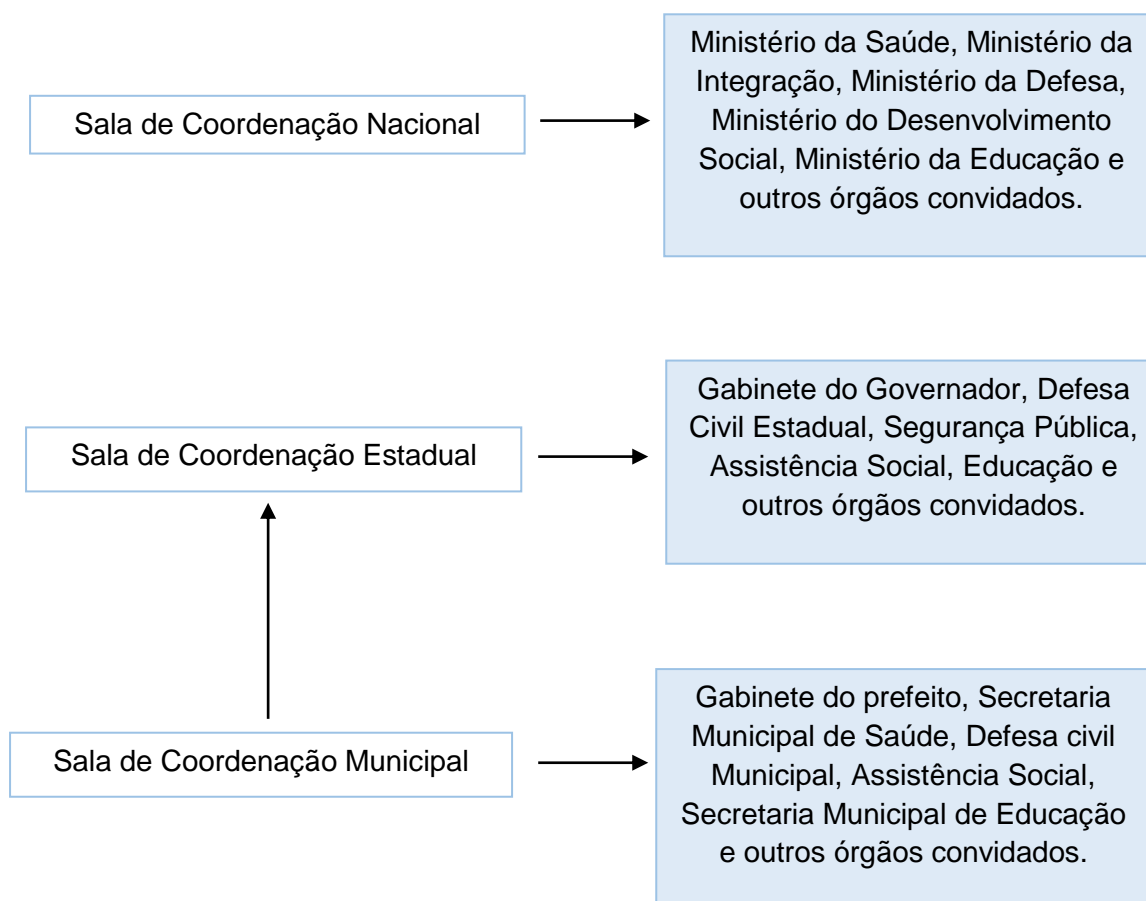 Sala de Coordenação Nacional
Ministério da Saúde, Ministério da
Integração, Ministério da Defesa,
Ministério do Desenvolvimento
Social, Ministério da Educação e
outros órgãos convidados.
Sala de Coordenação Estadual
Gabinete do Governador, Defesa
Civil Estadual, Segurança Pública,
Assistência Social, Educação e
outros órgãos convidados.
Sala de Coordenação Municipal
Gabinete do prefeito, Secretaria
Municipal de Saúde, Defesa civil
Municipal, Assistência Social,
Secretaria Municipal de Educação
e outros órgãos convidados.